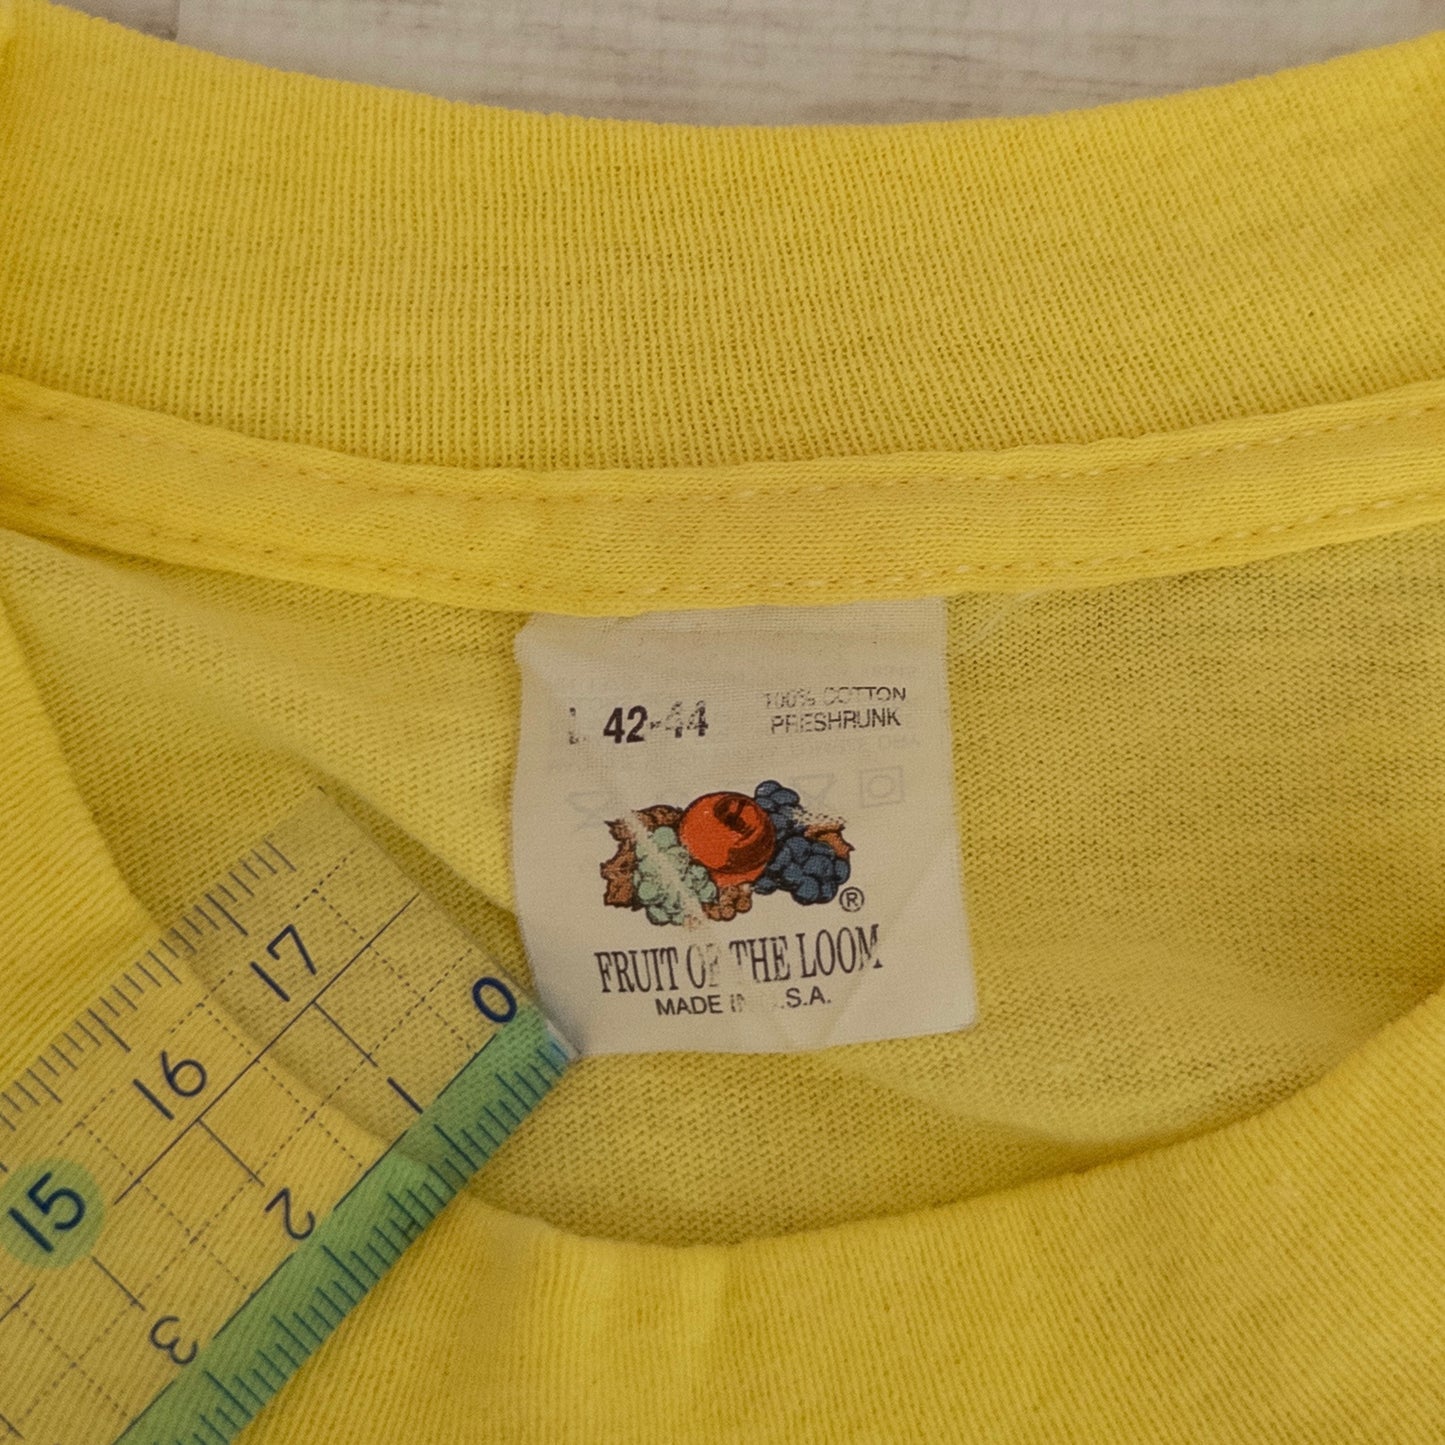 L 42-44
100% COTTON
PRESHRUNK
®
FRUIT OF THE LOOM
MADE IN U.S.A.
17
16
15
0
1
2
3